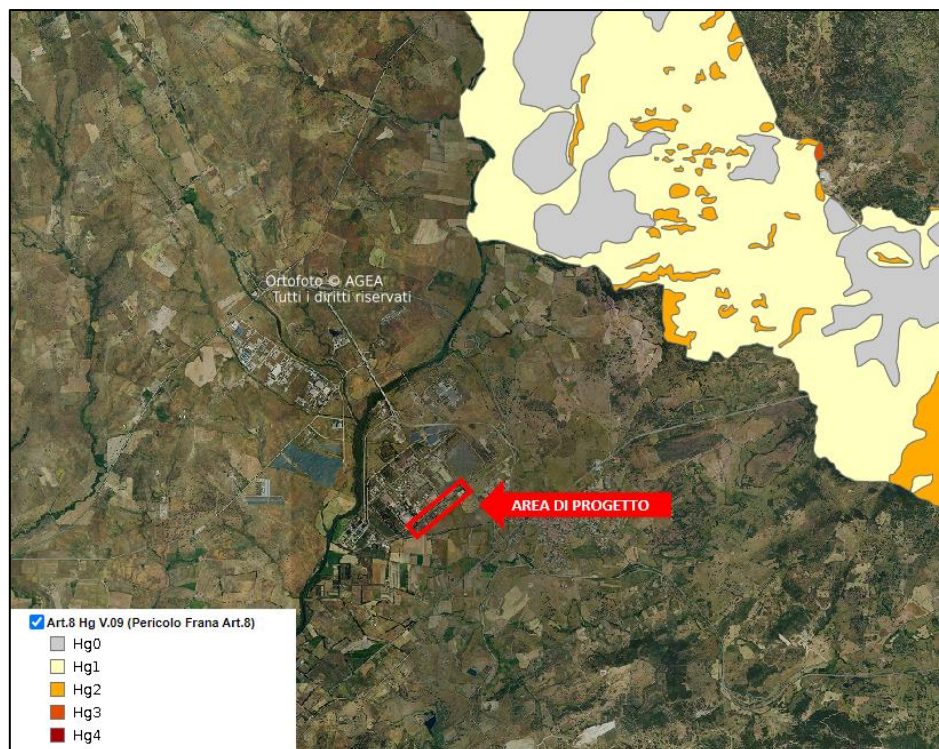 Ortofoto © AGEA
Tutti i diritti riservati
AREA DI PROGETTO
Art.8 Hg V.09 (Pericolo Frana Art.8)
Hg0
Hg1
Hg2
Hg3
Hg4